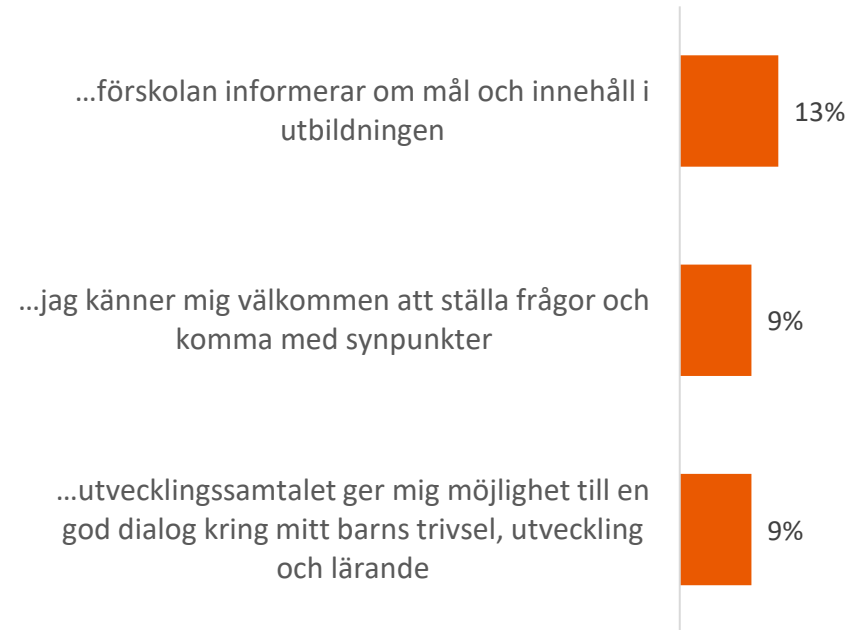 …förskolan informerar om mål och innehåll i
utbildningen
13%
…jag känner mig välkommen att ställa frågor och
komma med synpunkter
9%
…utvecklingssamtalet ger mig möjlighet till en
god dialog kring mitt barns trivsel, utveckling
och lärande
9%